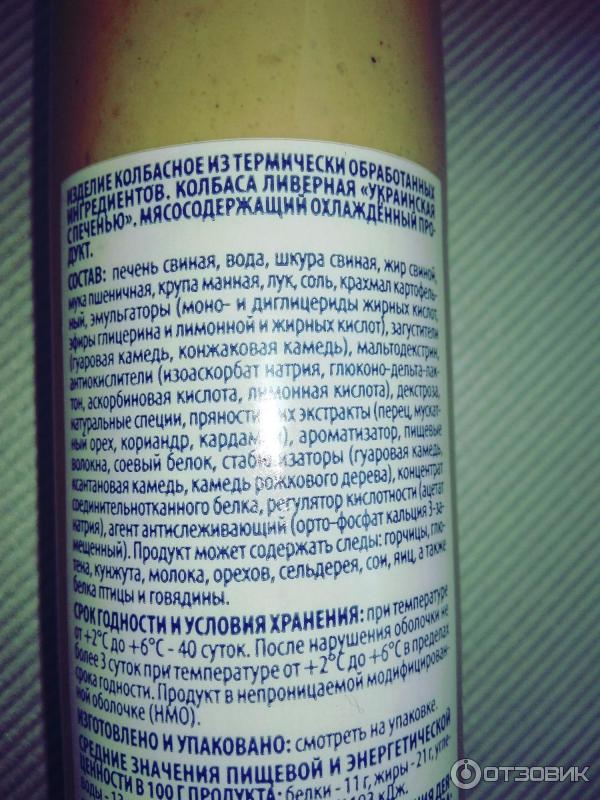 ИЗДЕЛИЕ КОЛБАСНОЕ ИЗ ТЕРМИЧЕСКИ ОБРАБОТАННЫХ
ИНГРЕДИЕНТОВ. КОЛБАСА ЛИВЕРНАЯ «УКРАИНСКАЯ
С ПЕЧЕНЬЮ». МЯСОСОДЕРЖАЩИЙ ОХЛАЖДЁННЫЙ ПРО-
ДУКТ.
СОСТАВ: печень свиная, вода, шкура свиная, жир свиной,
мука пшеничная, крупа манная, лук, соль, крахмал картофель-
ный, эмульгаторы (моно- и диглицериды жирных кислот,
эфиры глицерина и лимонной и жирных кислот), загустители
(гуаровая камедь, конжаковая камедь), мальтодекстрин,
антиокислители (изоаскорбат натрия, глюконо-дельта-лак-
тон, аскорбиновая кислота, лимонная кислота), декстроза,
натуральные специи, пряности и их экстракты (перец, мускат-
ный орех, кориандр, кардамон), ароматизатор, пищевые
волокна, соевый белок, стабилизаторы (гуаровая камедь,
ксантановая камедь, камедь рожкового дерева), концентрат
соединительнотканного белка, регулятор кислотности (ацетат
натрия), агент антислеживающий (орто-фосфат кальция 3-за-
мещенный). Продукт может содержать следы: горчицы, глю-
тена, кунжута, молока, орехов, сельдерея, сои, яиц, а также
белка птицы и говядины.
СРОК ГОДНОСТИ И УСЛОВИЯ ХРАНЕНИЯ: при температуре
от +2°С до +6°С - 40 суток. После нарушения оболочки не
более 3 суток при температуре от +2°С до +6°С в пределах
срока годности. Продукт в непроницаемой модифицирован-
ной оболочке (НМО).
ИЗГОТОВЛЕНО И УПАКОВАНО: смотреть на упаковке.
СРЕДНИЕ ЗНАЧЕНИЯ ПИЩЕВОЙ И ЭНЕРГЕТИЧЕСКОЙ
ЦЕННОСТИ В 100 Г ПРОДУКТА: белки - 11 г, жиры - 21 г, угле-
воды - кДж.
ОТЗОВИК